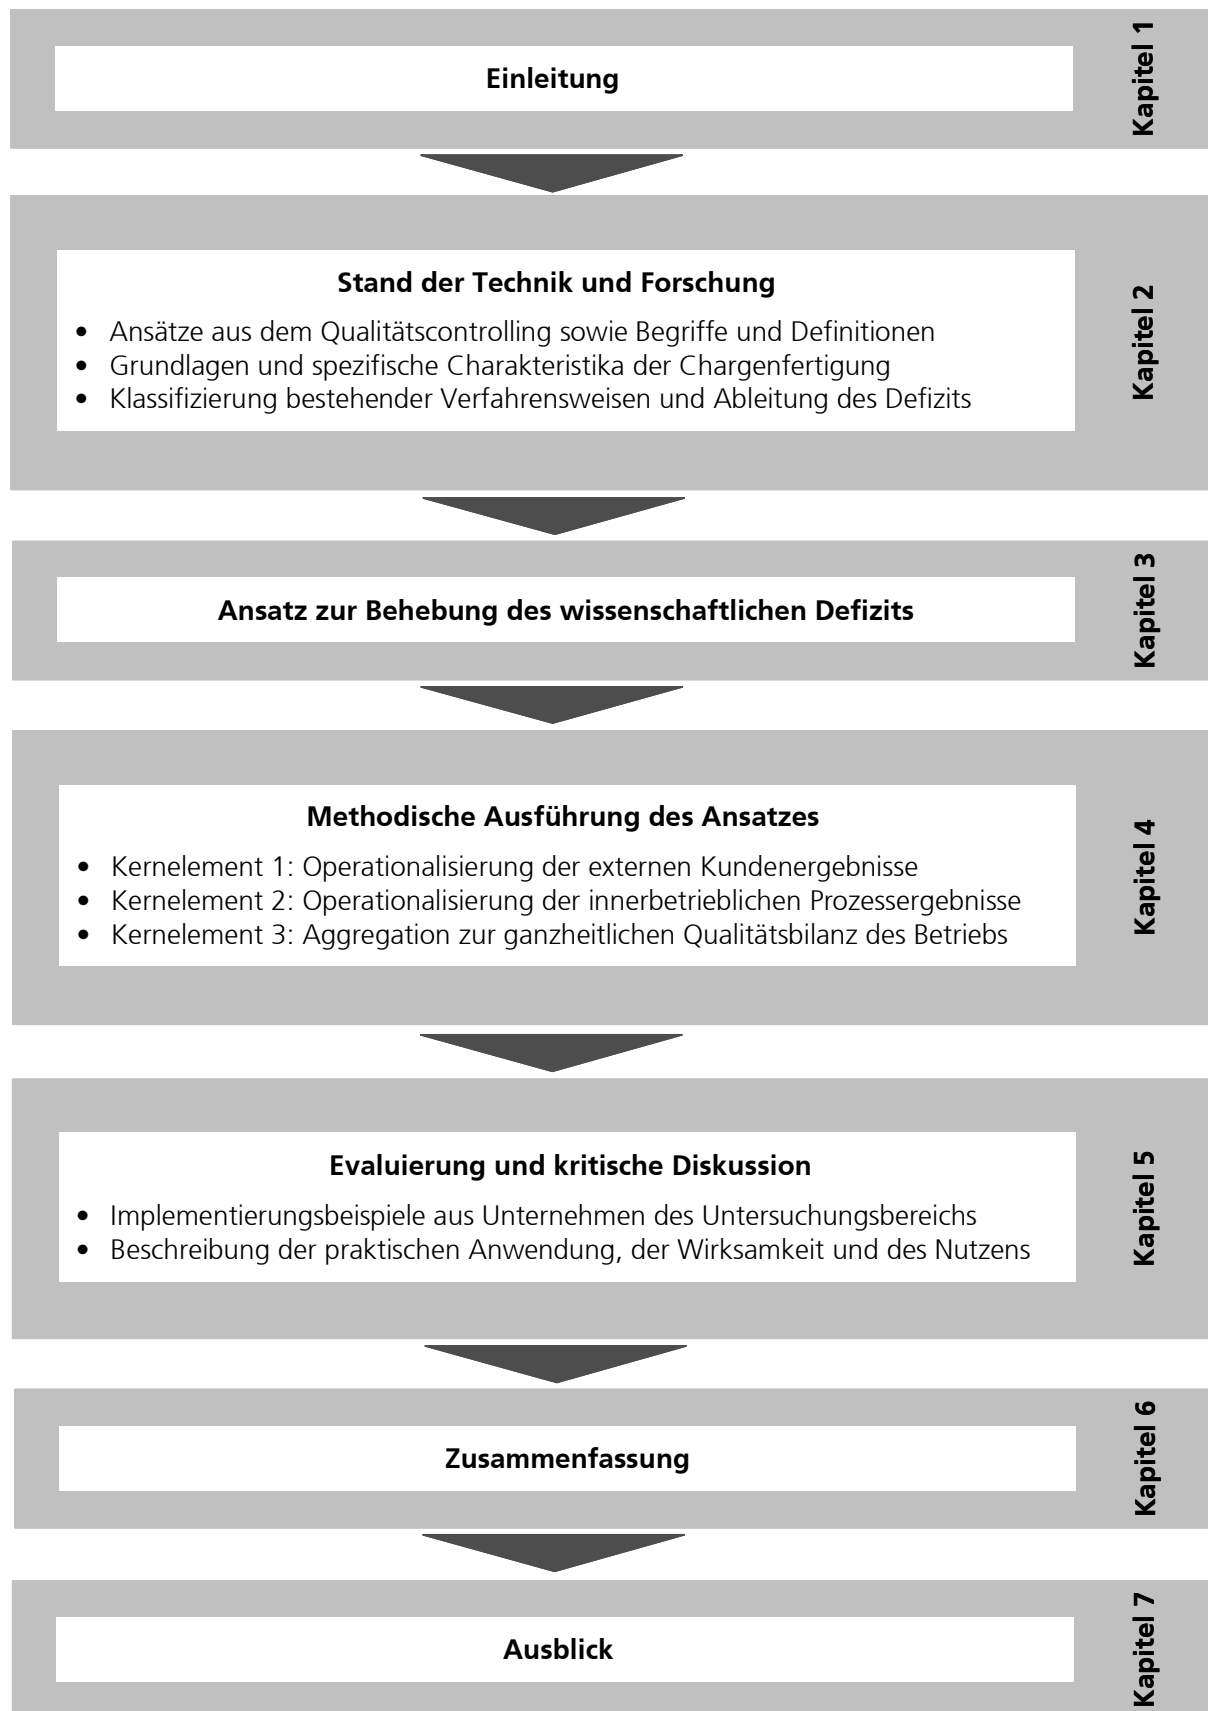 Einleitung
Kapitel 1
Stand der Technik und Forschung
• Ansätze aus dem Qualitätscontrolling sowie Begriffe und Definitionen
• Grundlagen und spezifische Charakteristika der Chargenfertigung
• Klassifizierung bestehender Verfahrensweisen und Ableitung des Defizits
Kapitel 2
Ansatz zur Behebung des wissenschaftlichen Defizits
Kapitel 3
Methodische Ausführung des Ansatzes
• Kernelement 1: Operationalisierung der externen Kundenergebnisse
• Kernelement 2: Operationalisierung der innerbetrieblichen Prozessergebnisse
• Kernelement 3: Aggregation zur ganzheitlichen Qualitätsbilanz des Betriebs
Kapitel 4
Evaluierung und kritische Diskussion
• Implementierungsbeispiele aus Unternehmen des Untersuchungsbereichs
• Beschreibung der praktischen Anwendung, der Wirksamkeit und des Nutzens
Kapitel 5
Zusammenfassung
Kapitel 6
Ausblick
Kapitel 7